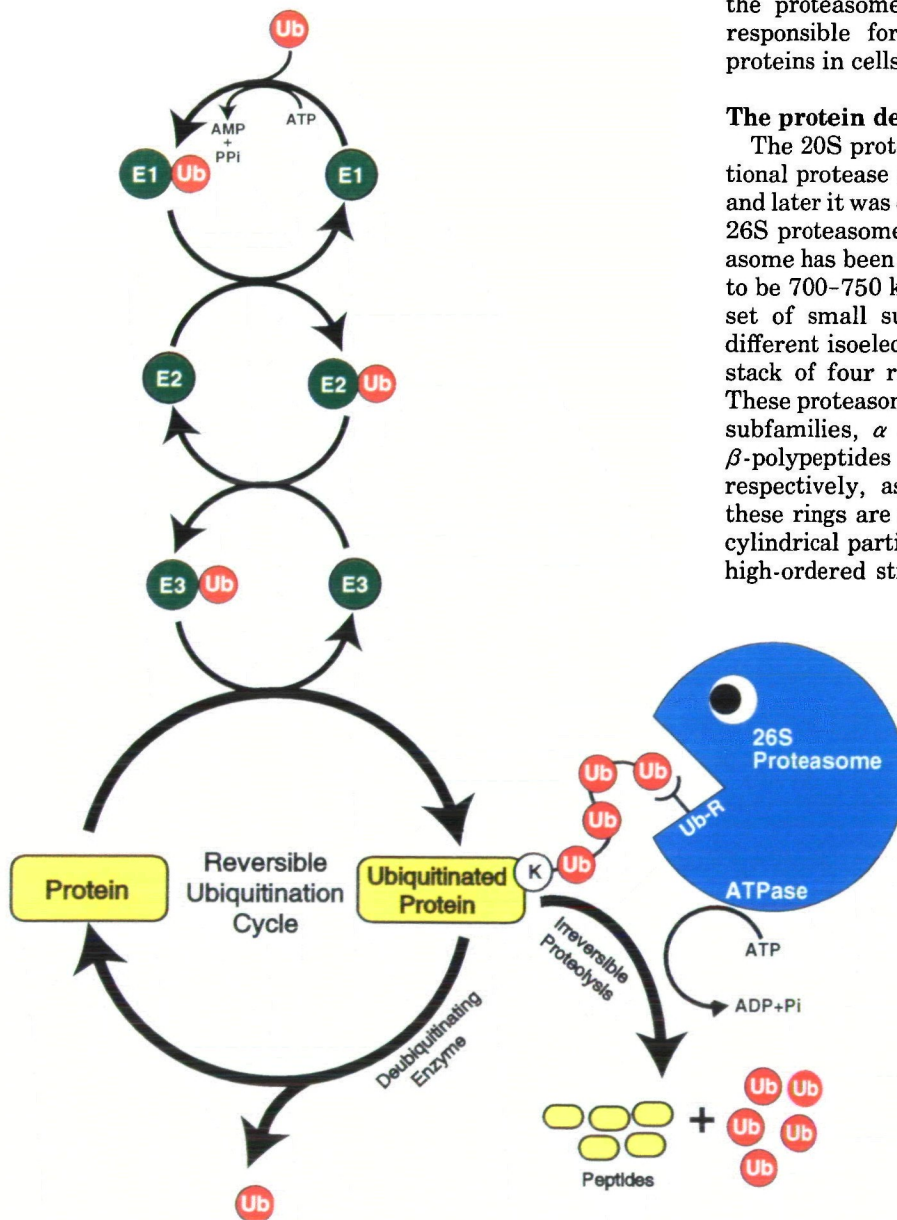 the proteasome
responsible for
proteins in cells
The protein de
The 20S prot
tional protease
and later it was
26S proteasome
asome has been
to be 700–750 k
set of small su
different isoelec
stack of four r
These proteason
subfamilies, α
β-polypeptides
respectively, as
these rings are
cylindrical parti
high-ordered st
Ub
AMP
+
PPi
ATP
E1 Ub
E1
E2
E2 Ub
E3 Ub
E3
Protein
Reversible
Ubiquitination
Cycle
Ubiquitinated
Protein
K
Ub
Ub
Ub
Ub
Ub-R
26S
Proteasome
ATPase
ATP
ADP+Pi
Irreversible
Proteolysis
Deubiquitinating
Enzyme
Ub
Peptides
+
Ub
Ub
Ub
Ub
Ub